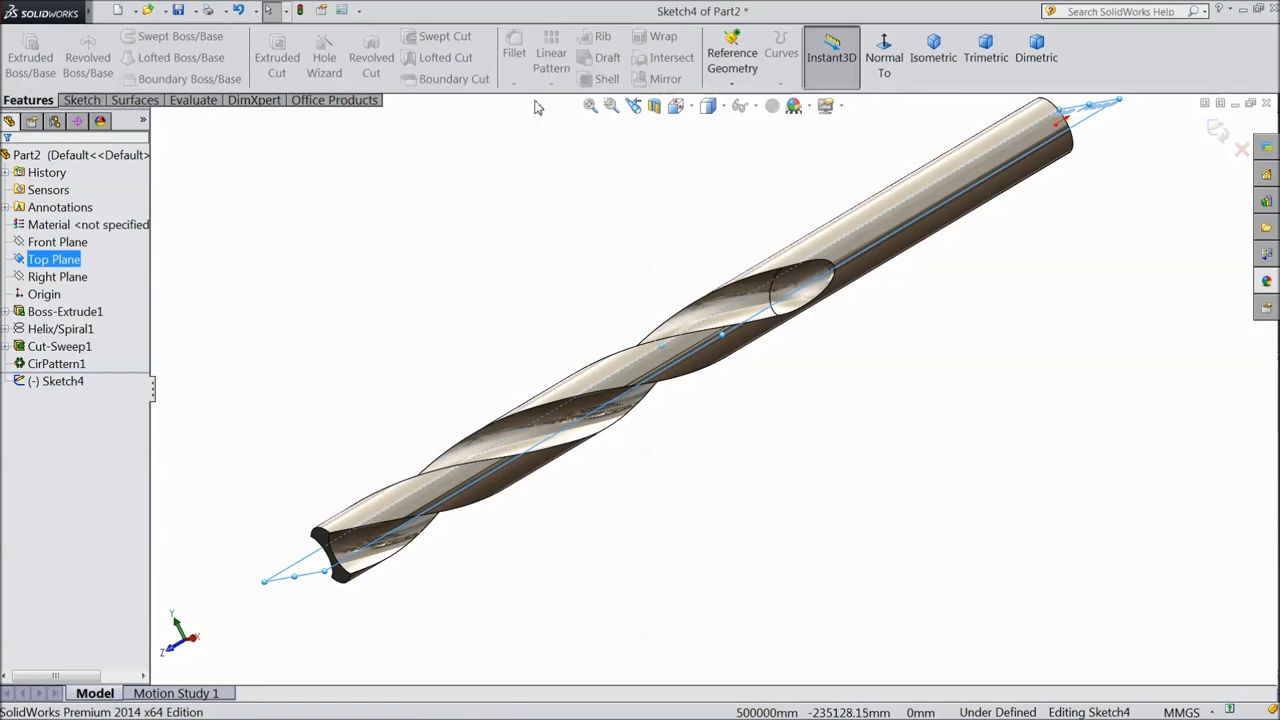 SOLIDWORKS
Sketch4 of Part2 *
Search SolidWorks Help
Extruded Boss/Base
Revolved Boss/Base
Swept Boss/Base
Lofted Boss/Base
Boundary Boss/Base
Extruded Cut
Hole Wizard
Revolved Cut
Swept Cut
Lofted Cut
Boundary Cut
Fillet
Linear Pattern
Rib
Draft
Shell
Wrap
Intersect
Mirror
Reference Geometry
Curves
Instant3D
Normal To
Isometric
Trimetric
Dimetric
Features
Sketch
Surfaces
Evaluate
DimXpert
Office Products
Part2 (Default<<Default>
History
Sensors
Annotations
Material <not specified
Front Plane
Top Plane
Right Plane
Origin
Boss-Extrude1
Helix/Spiral1
Cut-Sweep1
CirPattern1
(-) Sketch4
Y
X
Z
Model
Motion Study 1
SolidWorks Premium 2014 x64 Edition
500000mm
-235128.15mm
0mm
Under Defined
Editing Sketch4
MMGS